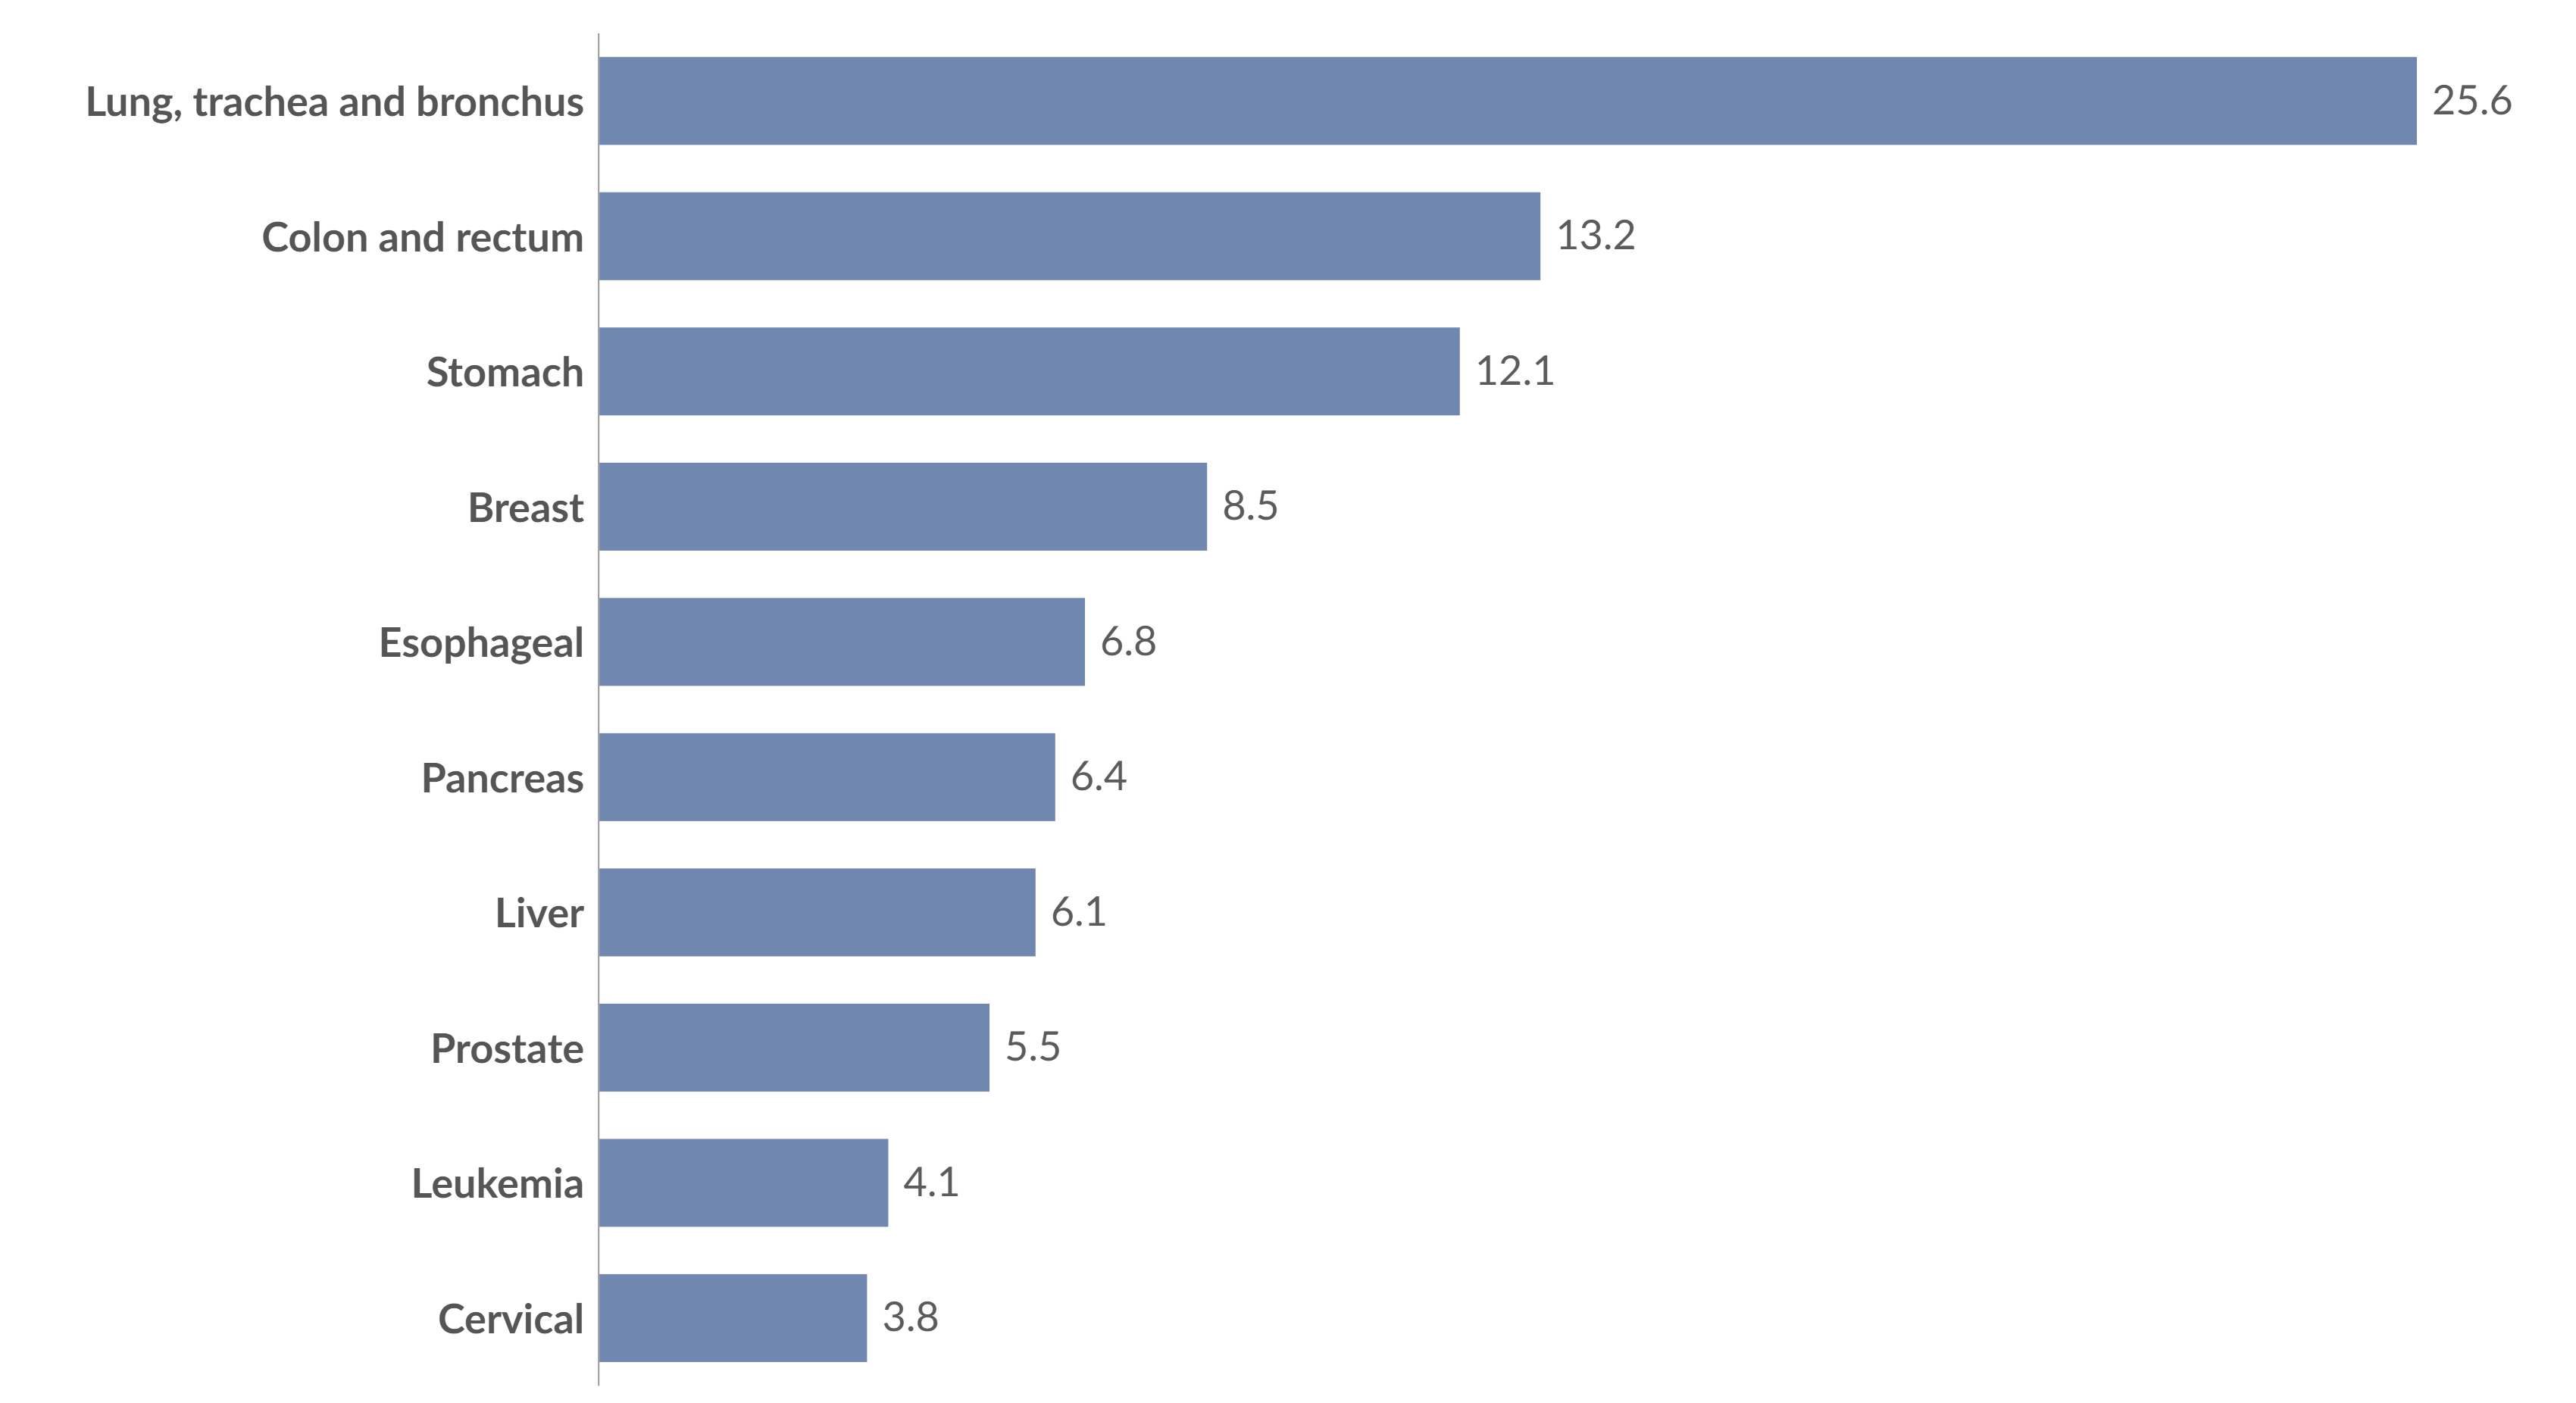 Lung, trachea and bronchus 25.6
Colon and rectum 13.2
Stomach 12.1
Breast 8.5
Esophageal 6.8
Pancreas 6.4
Liver 6.1
Prostate 5.5
Leukemia 4.1
Cervical 3.8